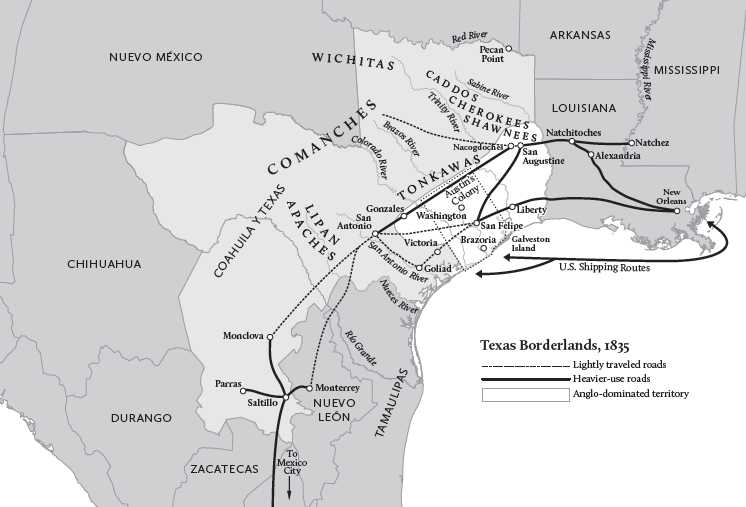 Red River
ARKANSAS
Pecan
Point
NUEVO MÉXICO
WICHITAS
Mississippi River
MISSISSIPPI
CADDOS
Sabine River
CHEROKEES
Trinity River
SHAWNEES
LOUISIANA
COMANCHES
Brazos River
Colorado River
Nacogdoches
Natchitoches
Natchez
San
Augustine
Alexandria
TONKAWAS
Austin's
Colony
New
Orleans
LIPAN
APACHES
COAHUILA Y TEXAS
Gonzales
San
Antonio
Washington
Liberty
San Felipe
Victoria
Brazoria
Galveston
Island
San Antonio River
Goliad
U.S. Shipping Routes
CHIHUAHUA
Nueces River
Monclova
Río Grande
Texas Borderlands, 1835
Lightly traveled roads
Heavier-use roads
Anglo-dominated territory
Parras
Saltillo
Monterrey
NUEVO
LEÓN
TAMAULIPAS
DURANGO
ZACATECAS
To
Mexico
City